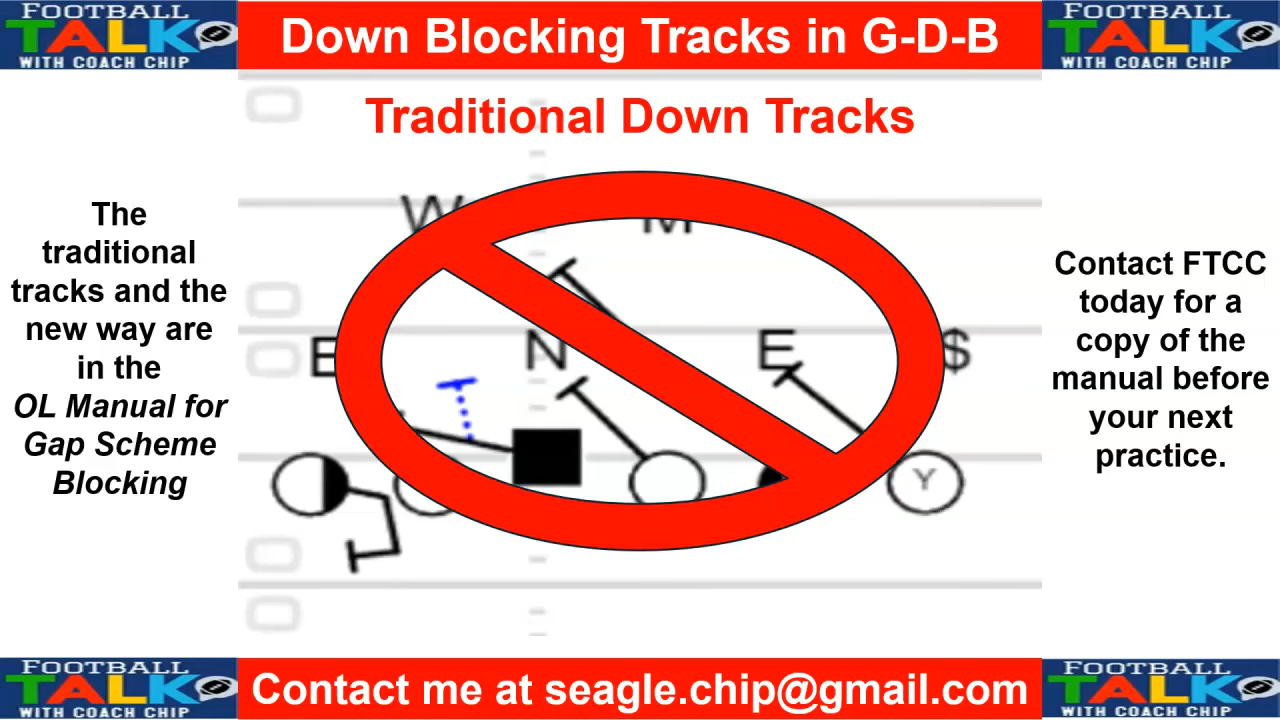 FOOTBALL
TALK
WITH COACH CHIP
Down Blocking Tracks in G-D-B
FOOTBALL
TALK
WITH COACH CHIP
Traditional Down Tracks
The
traditional
tracks and the
new way are
in the
OL Manual for
Gap Scheme
Blocking
W
M
N
E
$
Y
Contact FTCC
today for a
copy of the
manual before
your next
practice.
FOOTBALL
TALK
WITH COACH CHIP
Contact me at seagle.chip@gmail.com
FOOTBALL
TALK
WITH COACH CHIP